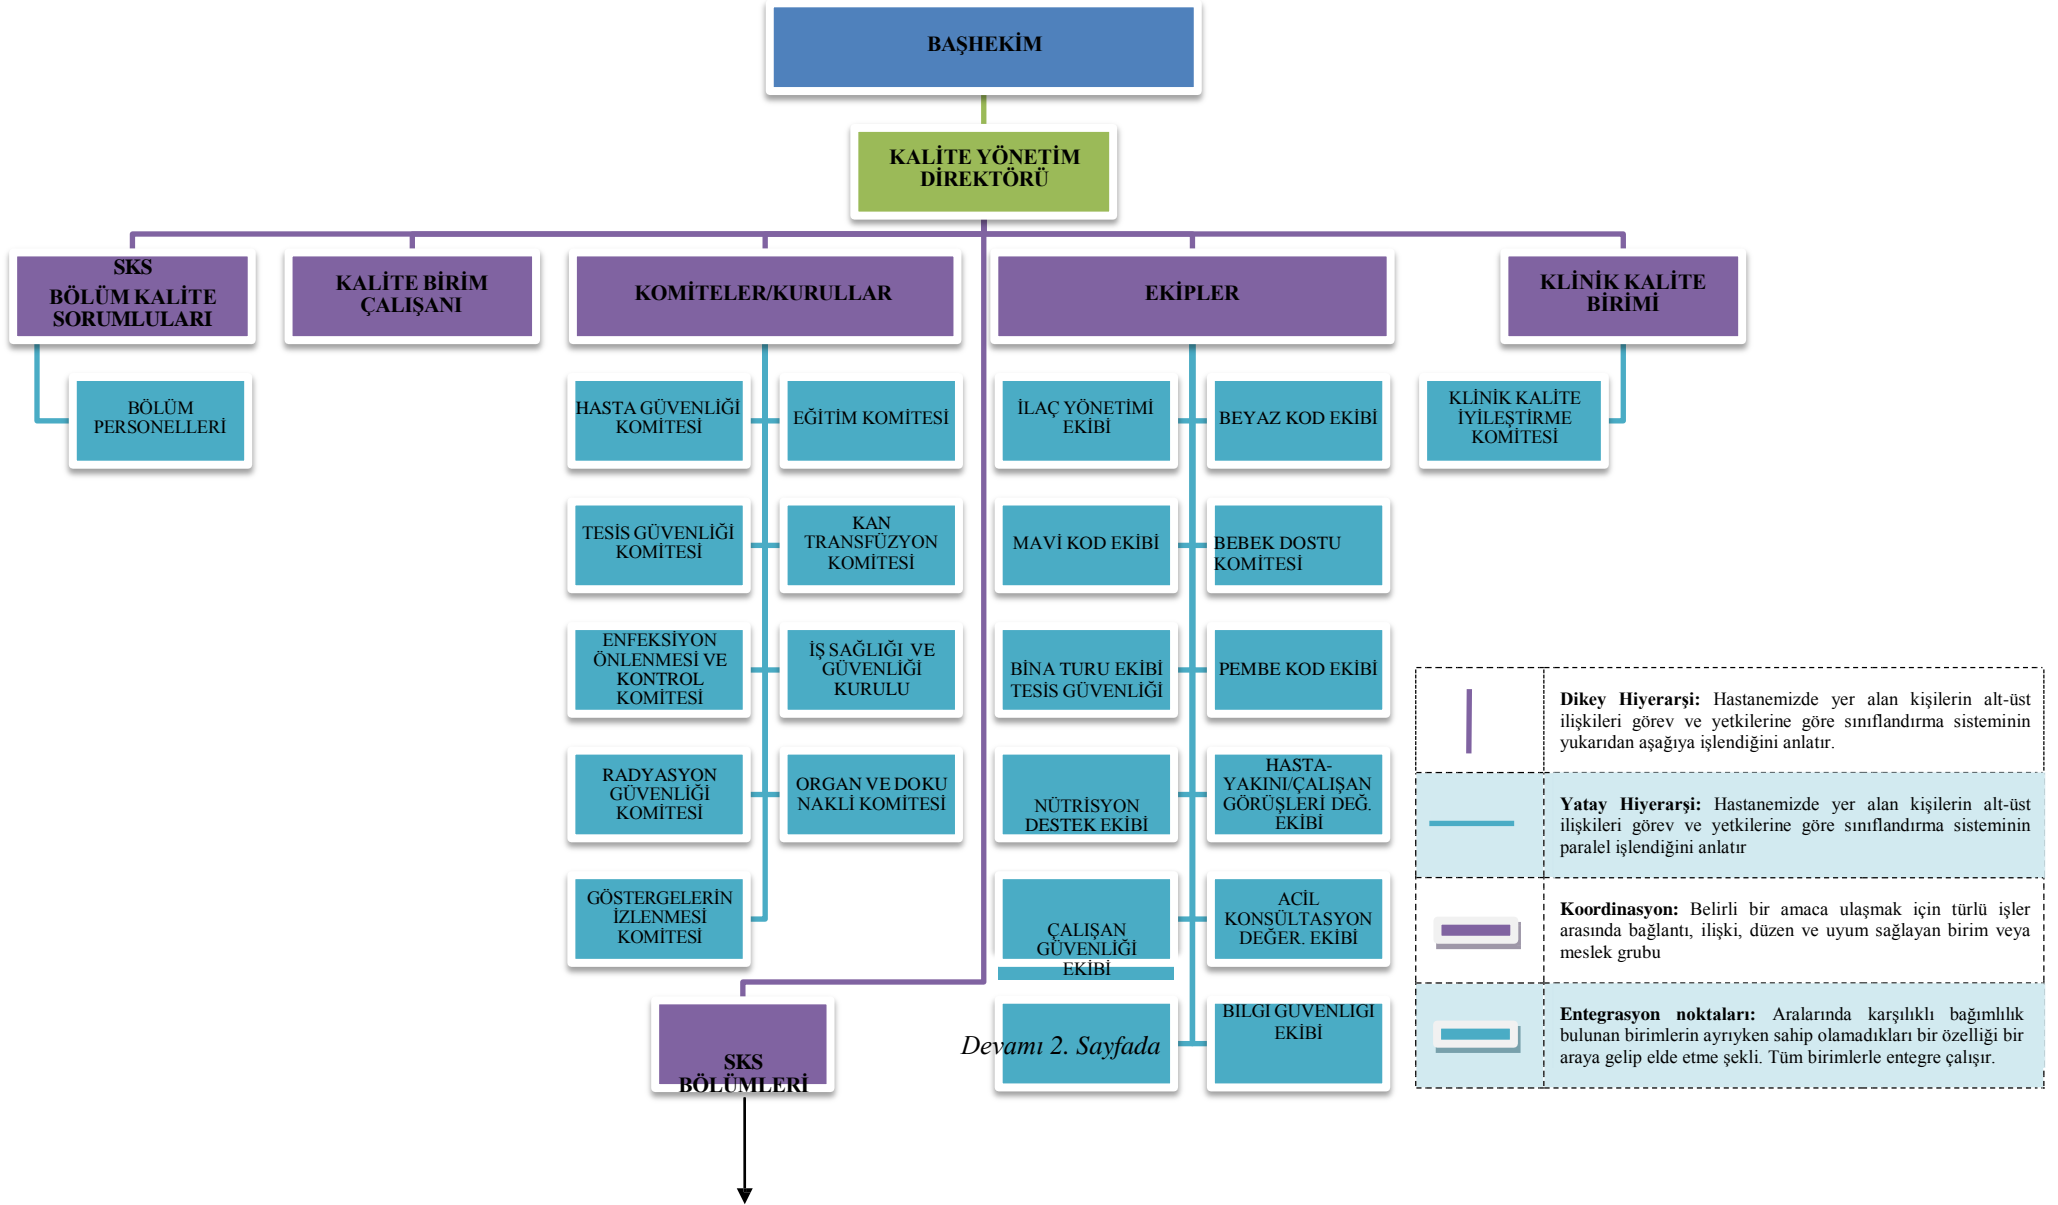 BAŞHEKİM
KALİTE YÖNETİM
DİREKTÖRÜ
SKS
BÖLÜM KALİTE
SORUMLULARI
KALİTE BİRİM
ÇALIŞANI
KOMİTELER/KURULLAR
EKİPLER
KLİNİK KALİTE
BİRİMİ
BÖLÜM
PERSONELLERİ
HASTA GÜVENLİĞİ
KOMİTESİ
EĞİTİM KOMİTESİ
İLAÇ YÖNETİMİ
EKİBİ
BEYAZ KOD EKİBİ
KLİNİK KALİTE
İYİLEŞTİRME
KOMİTESİ
TESİS GÜVENLİĞİ
KOMİTESİ
KAN
TRANSFÜZYON
KOMİTESİ
MAVİ KOD EKİBİ
BEBEK DOSTU
KOMİTESİ
ENFEKSİYON
ÖNLENMESİ VE
KONTROL
KOMİTESİ
İŞ SAĞLIĞI  VE
GÜVENLİĞİ
KURULU
BİNA TURU EKİBİ
TESİS GÜVENLİĞİ
PEMBE KOD EKİBİ
RADYASYON
GÜVENLİĞİ
KOMİTESİ
ORGAN VE DOKU
NAKLİ KOMİTESİ
NÜTRİSYON
DESTEK EKİBİ
HASTA-
YAKINI/ÇALIŞAN
GÖRÜŞLERİ DEĞ.
EKİBİ
GÖSTERGELERİN
İZLENMESİ
KOMİTESİ
ÇALIŞAN
GÜVENLİĞİ
EKİBİ
ACİL
KONSÜLTASYON
DEĞER. EKİBİ
SKS
BÖLÜMLERİ
Devamı 2. Sayfada
BILGI GUVENLIGI
EKİBİ
Dikey Hiyerarşi: Hastanemizde yer alan kişilerin alt-üst
ilişkileri görev ve yetkilerine göre sınıflandırma sisteminin
yukarıdan aşağıya işlendiğini anlatır.
Yatay Hiyerarşi: Hastanemizde yer alan kişilerin alt-üst
ilişkileri görev ve yetkilerine göre sınıflandırma sisteminin
paralel işlendiğini anlatır
Koordinasyon: Belirli bir amaca ulaşmak için türlü işler
arasında bağlantı, ilişki, düzen ve uyum sağlayan birim veya
meslek grubu
Entegrasyon noktaları: Aralarında karşılıklı bağımlılık
bulunan birimlerin ayrıyken sahip olamadıkları bir özelliği bir
araya gelip elde etme şekli. Tüm birimlerle entegre çalışır.